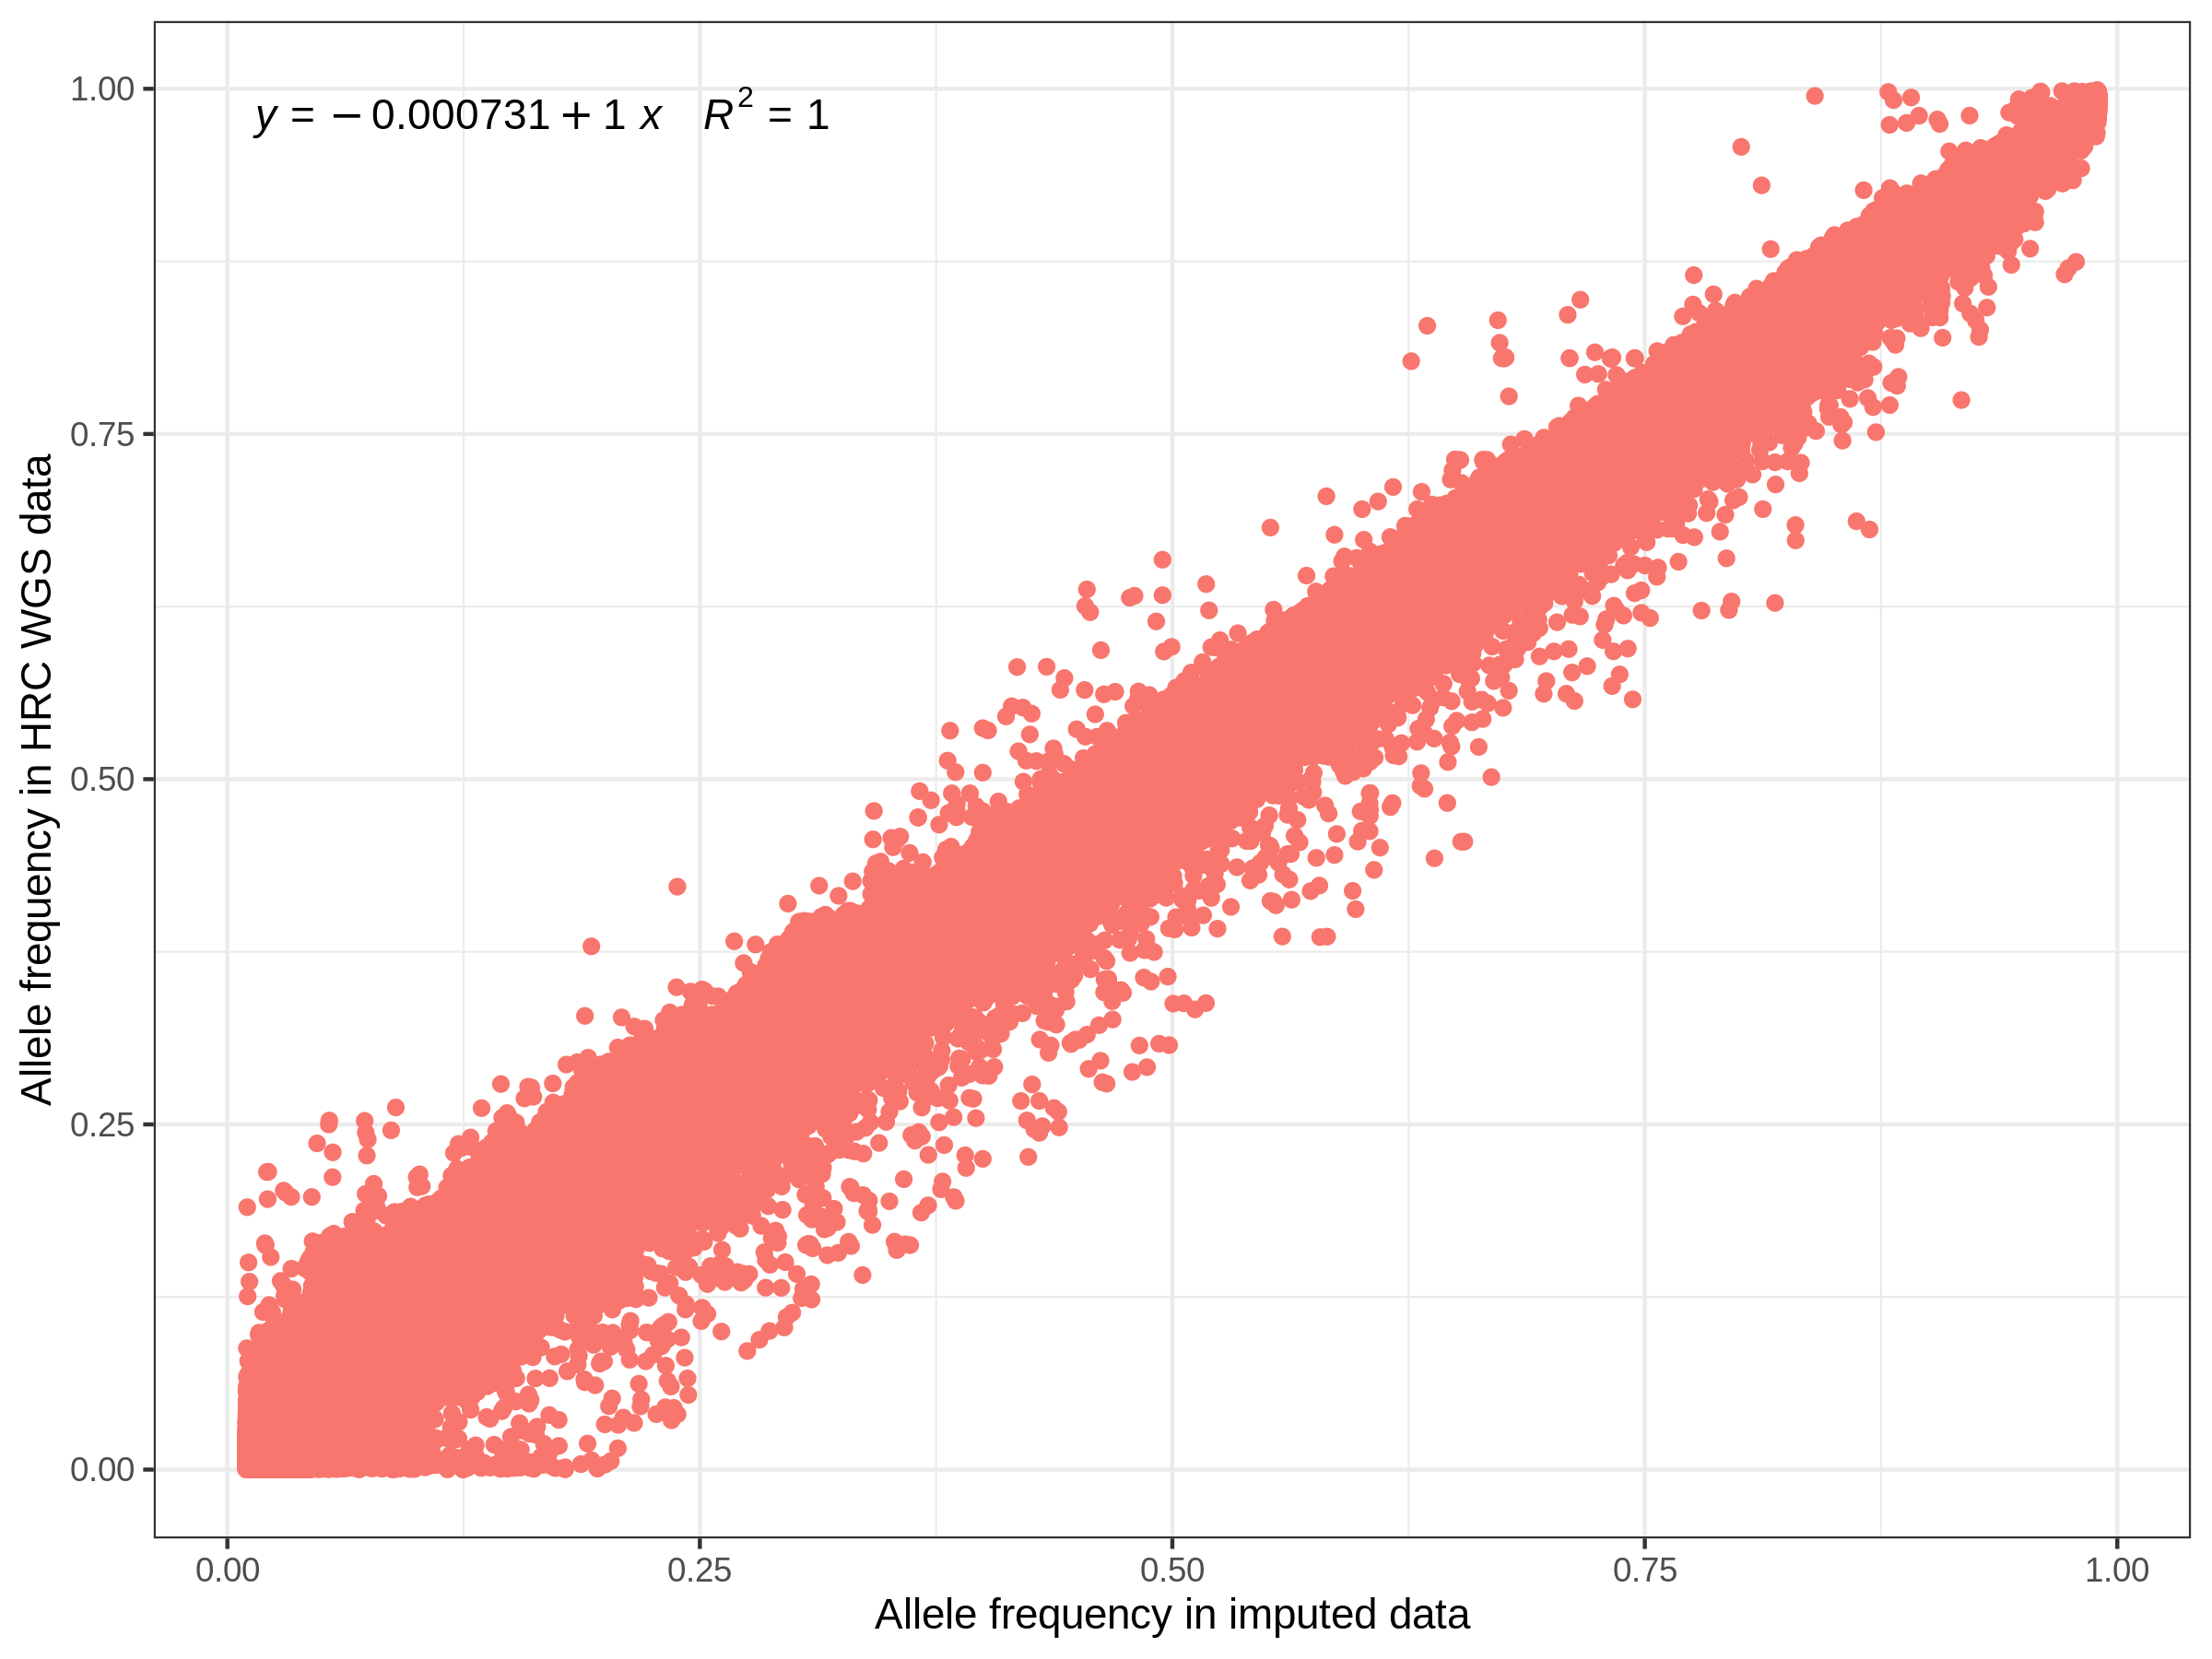 y = − 0.000731 + 1 x R² = 1
1.00
0.75
0.50
0.25
0.00
Allele frequency in HRC WGS data
0.00 0.25 0.50 0.75 1.00
Allele frequency in imputed data